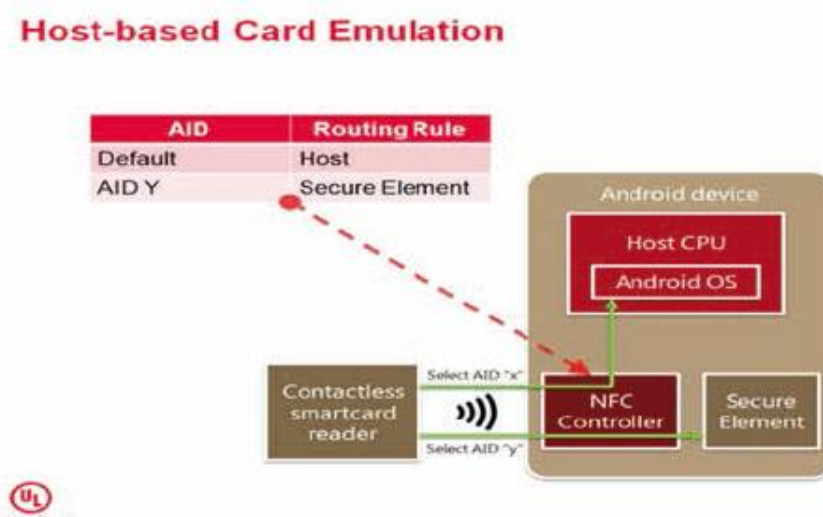 Host-based Card Emulation
AID Routing Rule
Default Host
AID Y Secure Element
Android device
Host CPU
Android OS
Contactless
smartcard
reader
Select AID "x"
Select AID "y"
NFC
Controller
Secure
Element
UL